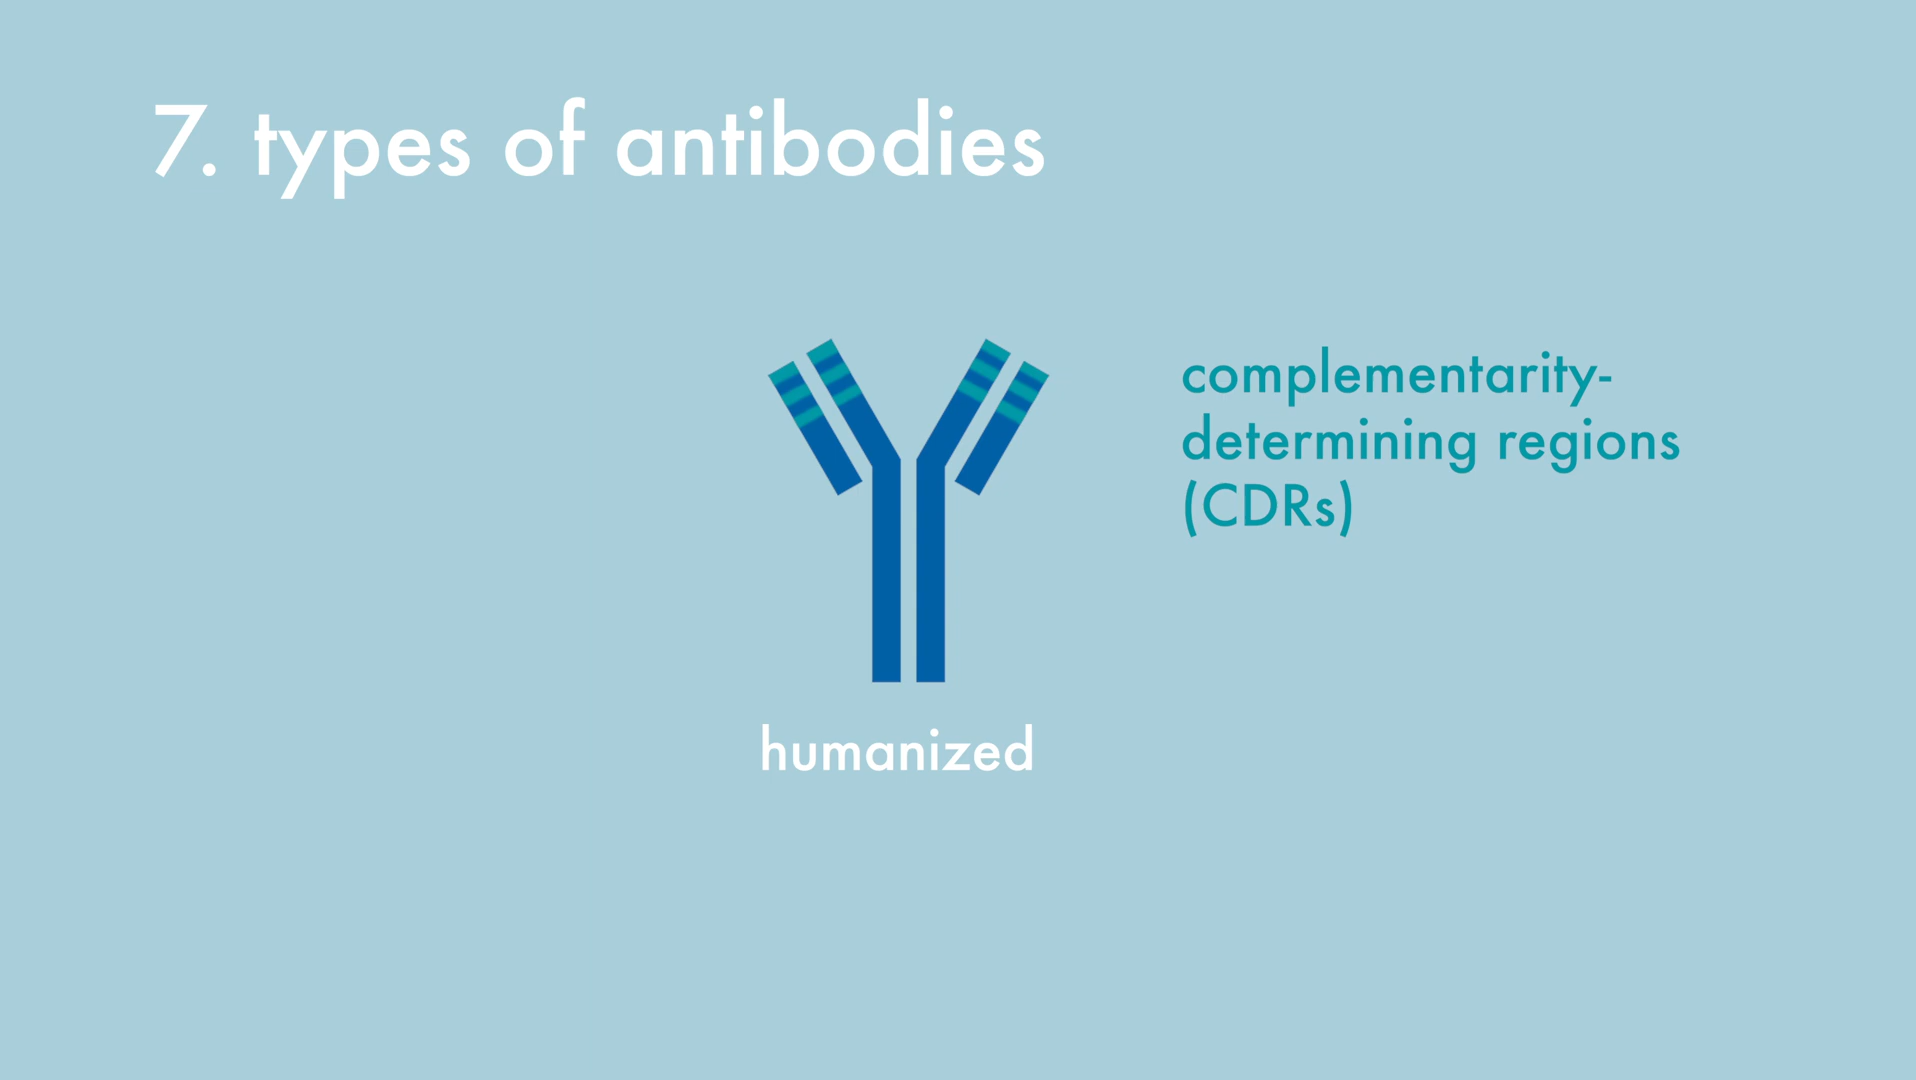 7. types of antibodies
complementarity-
determining regions
(CDRs)
humanized